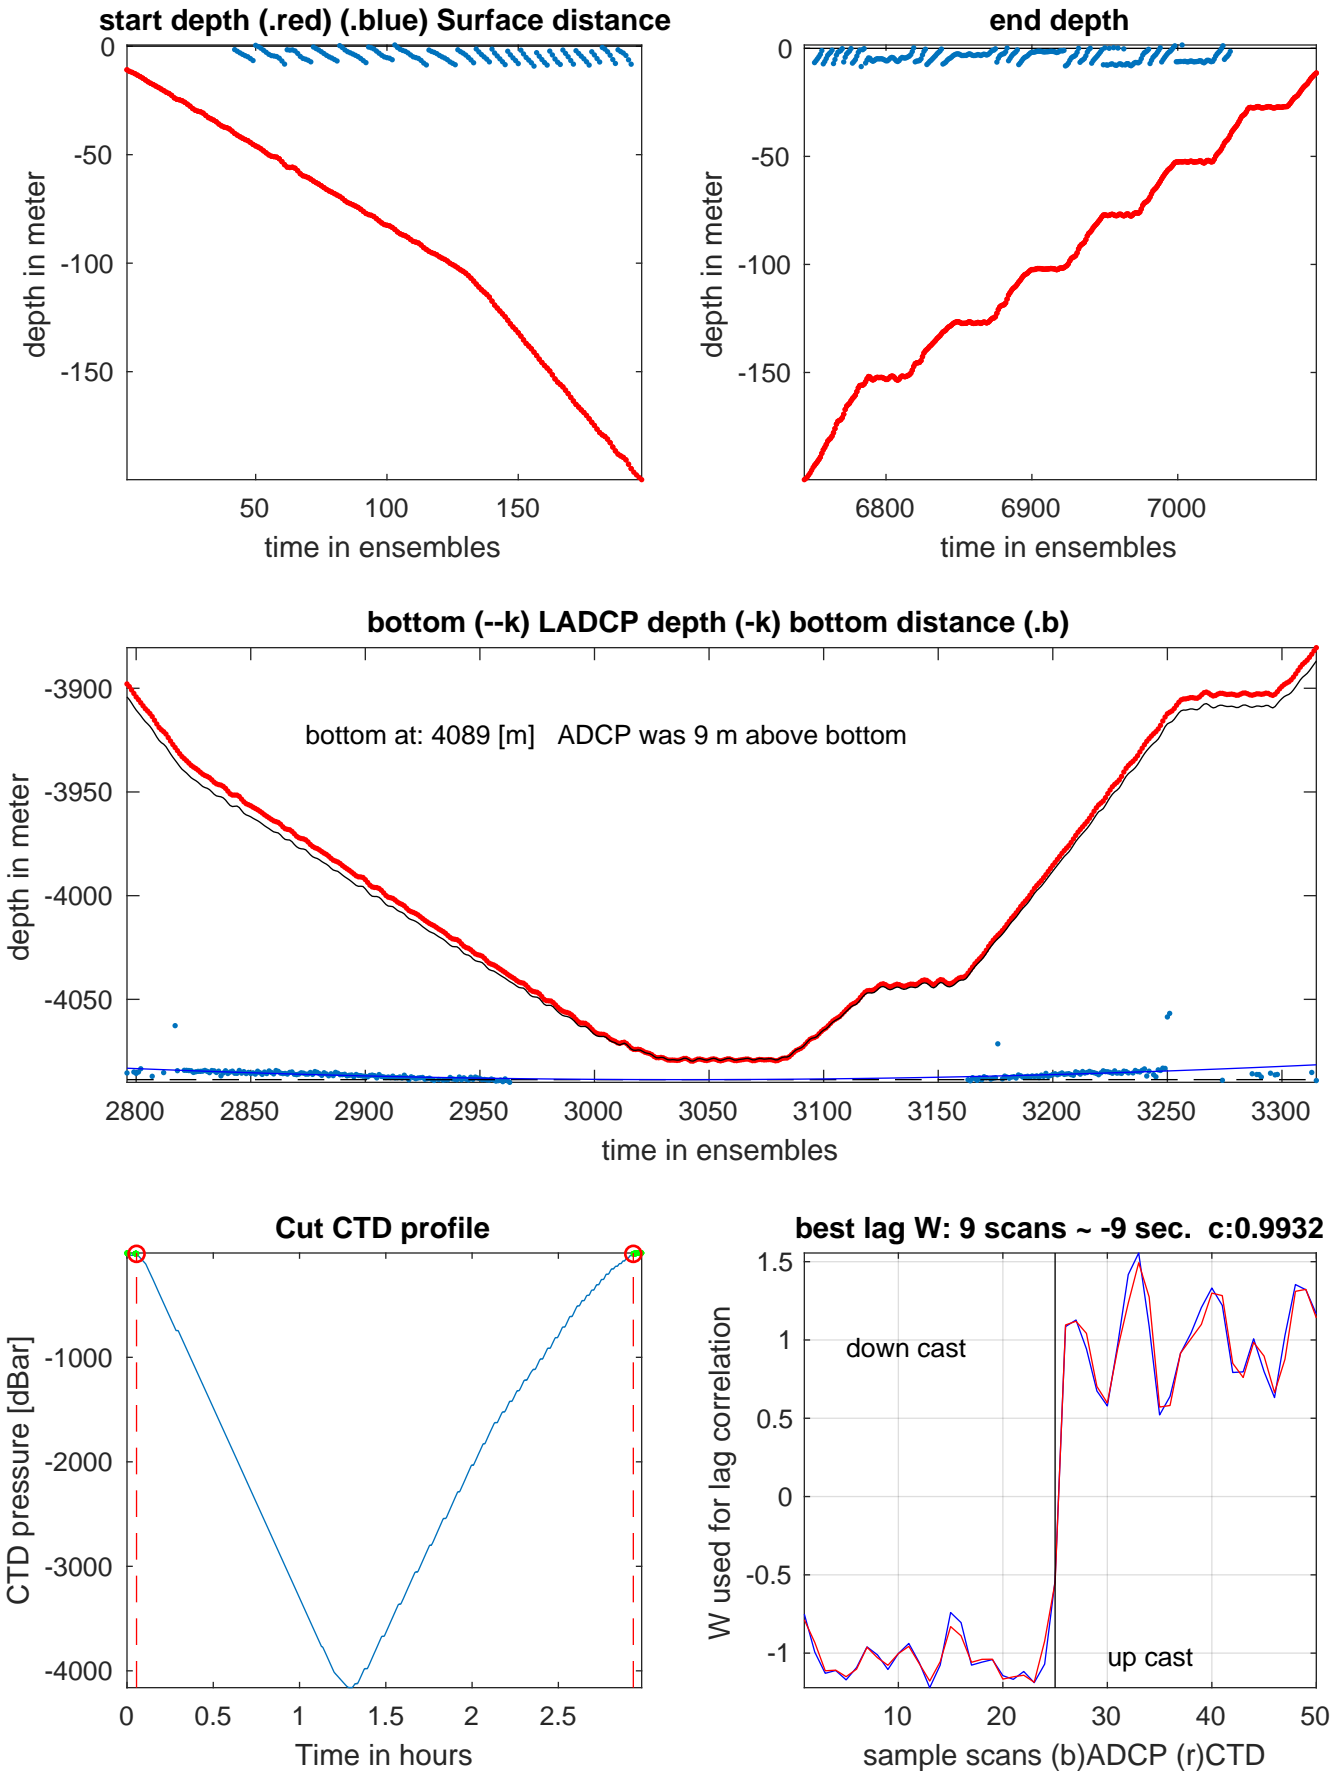 start depth (.red) (.blue) Surface distance
0
-50
-100
-150
depth in meter
50
100
150
time in ensembles
end depth
0
-50
-100
-150
depth in meter
6800
6900
7000
time in ensembles
bottom (--k) LADCP depth (-k) bottom distance (.b)
bottom at: 4089 [m]   ADCP was 9 m above bottom
-3900
-3950
-4000
-4050
depth in meter
2800
2850
2900
2950
3000
3050
3100
3150
3200
3250
3300
time in ensembles
Cut CTD profile
-1000
-2000
-3000
-4000
CTD pressure [dBar]
0
0.5
1
1.5
2
2.5
Time in hours
best lag W: 9 scans ~ -9 sec.  c:0.9932
1.5
1
0.5
0
-0.5
-1
W used for lag correlation
down cast
up cast
10
20
30
40
50
sample scans (b)ADCP (r)CTD